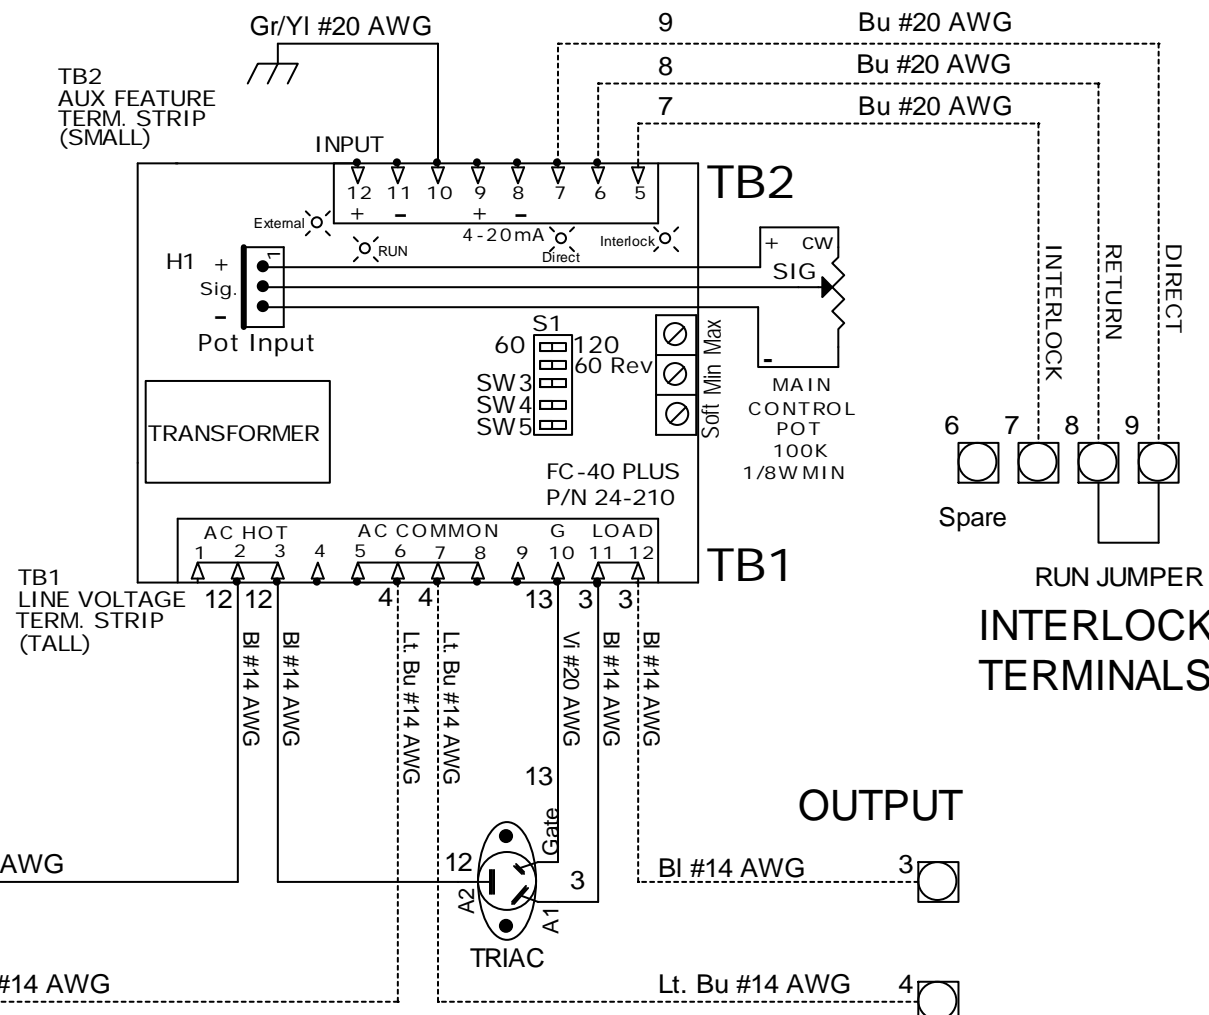 Gr/Yl #20 AWG
9 Bu #20 AWG
8 Bu #20 AWG
7 Bu #20 AWG
TB2
AUX FEATURE
TERM. STRIP
(SMALL)
INPUT
12 11 10 9 8 7 6 5
+ - + -
4-20mA
TB2
External
RUN
Direct
Interlock
H1 +
1
Sig.
-
Pot Input
+ CW
SIG
-
MAIN
CONTROL
POT
100K
1/8W MIN
INTERLOCK
RETURN
DIRECT
S1
60 120
60 Rev
SW3
SW4
SW5
Soft Min Max
TRANSFORMER
FC-40 PLUS
P/N 24-210
6 7 8 9
Spare
RUN JUMPER
INTERLOCK
TERMINALS
AC HOT AC COMMON G LOAD
1 2 3 4 5 6 7 8 9 10 11 12
TB1
TB1
LINE VOLTAGE
TERM. STRIP
(TALL)
12 12 4 4 13 3 3
Bl #14 AWG
Bl #14 AWG
Lt. Bu #14 AWG
Lt. Bu #14 AWG
Vi #20 AWG
Bl #14 AWG
Bl #14 AWG
13
Gate
12
A2
3
A1
TRIAC
OUTPUT
AWG
Bl #14 AWG 3
#14 AWG
Lt. Bu #14 AWG 4